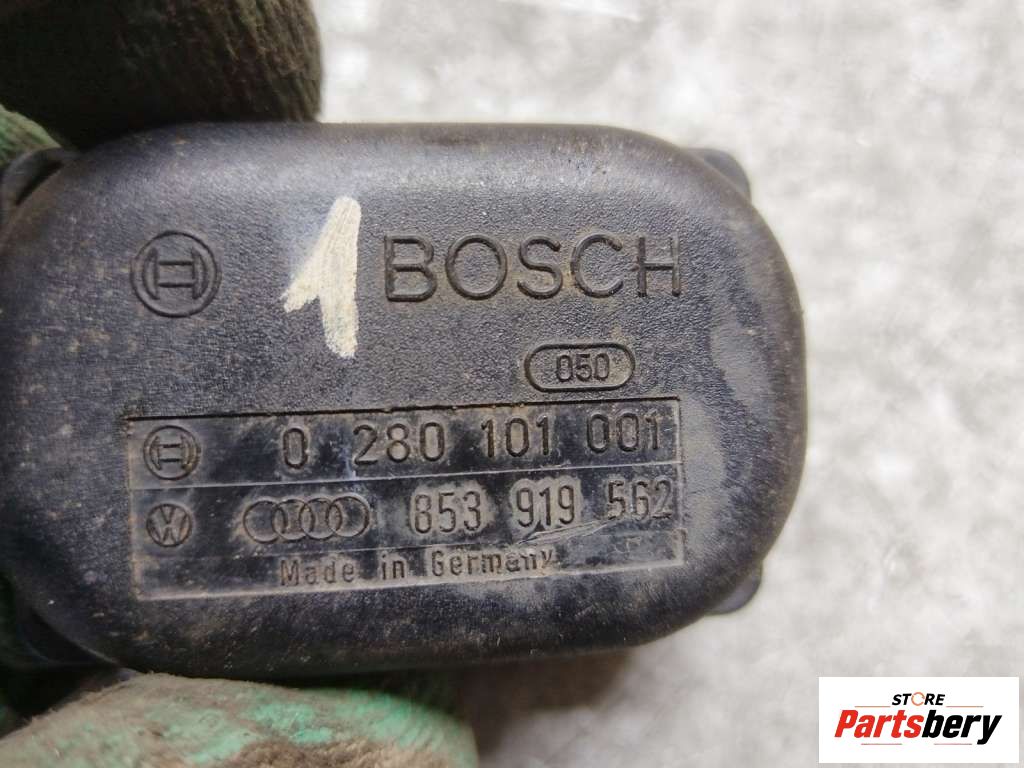 1 BOSCH
050
0 280 101 001
853 919 562
Made in Germany
STORE
Partsbery